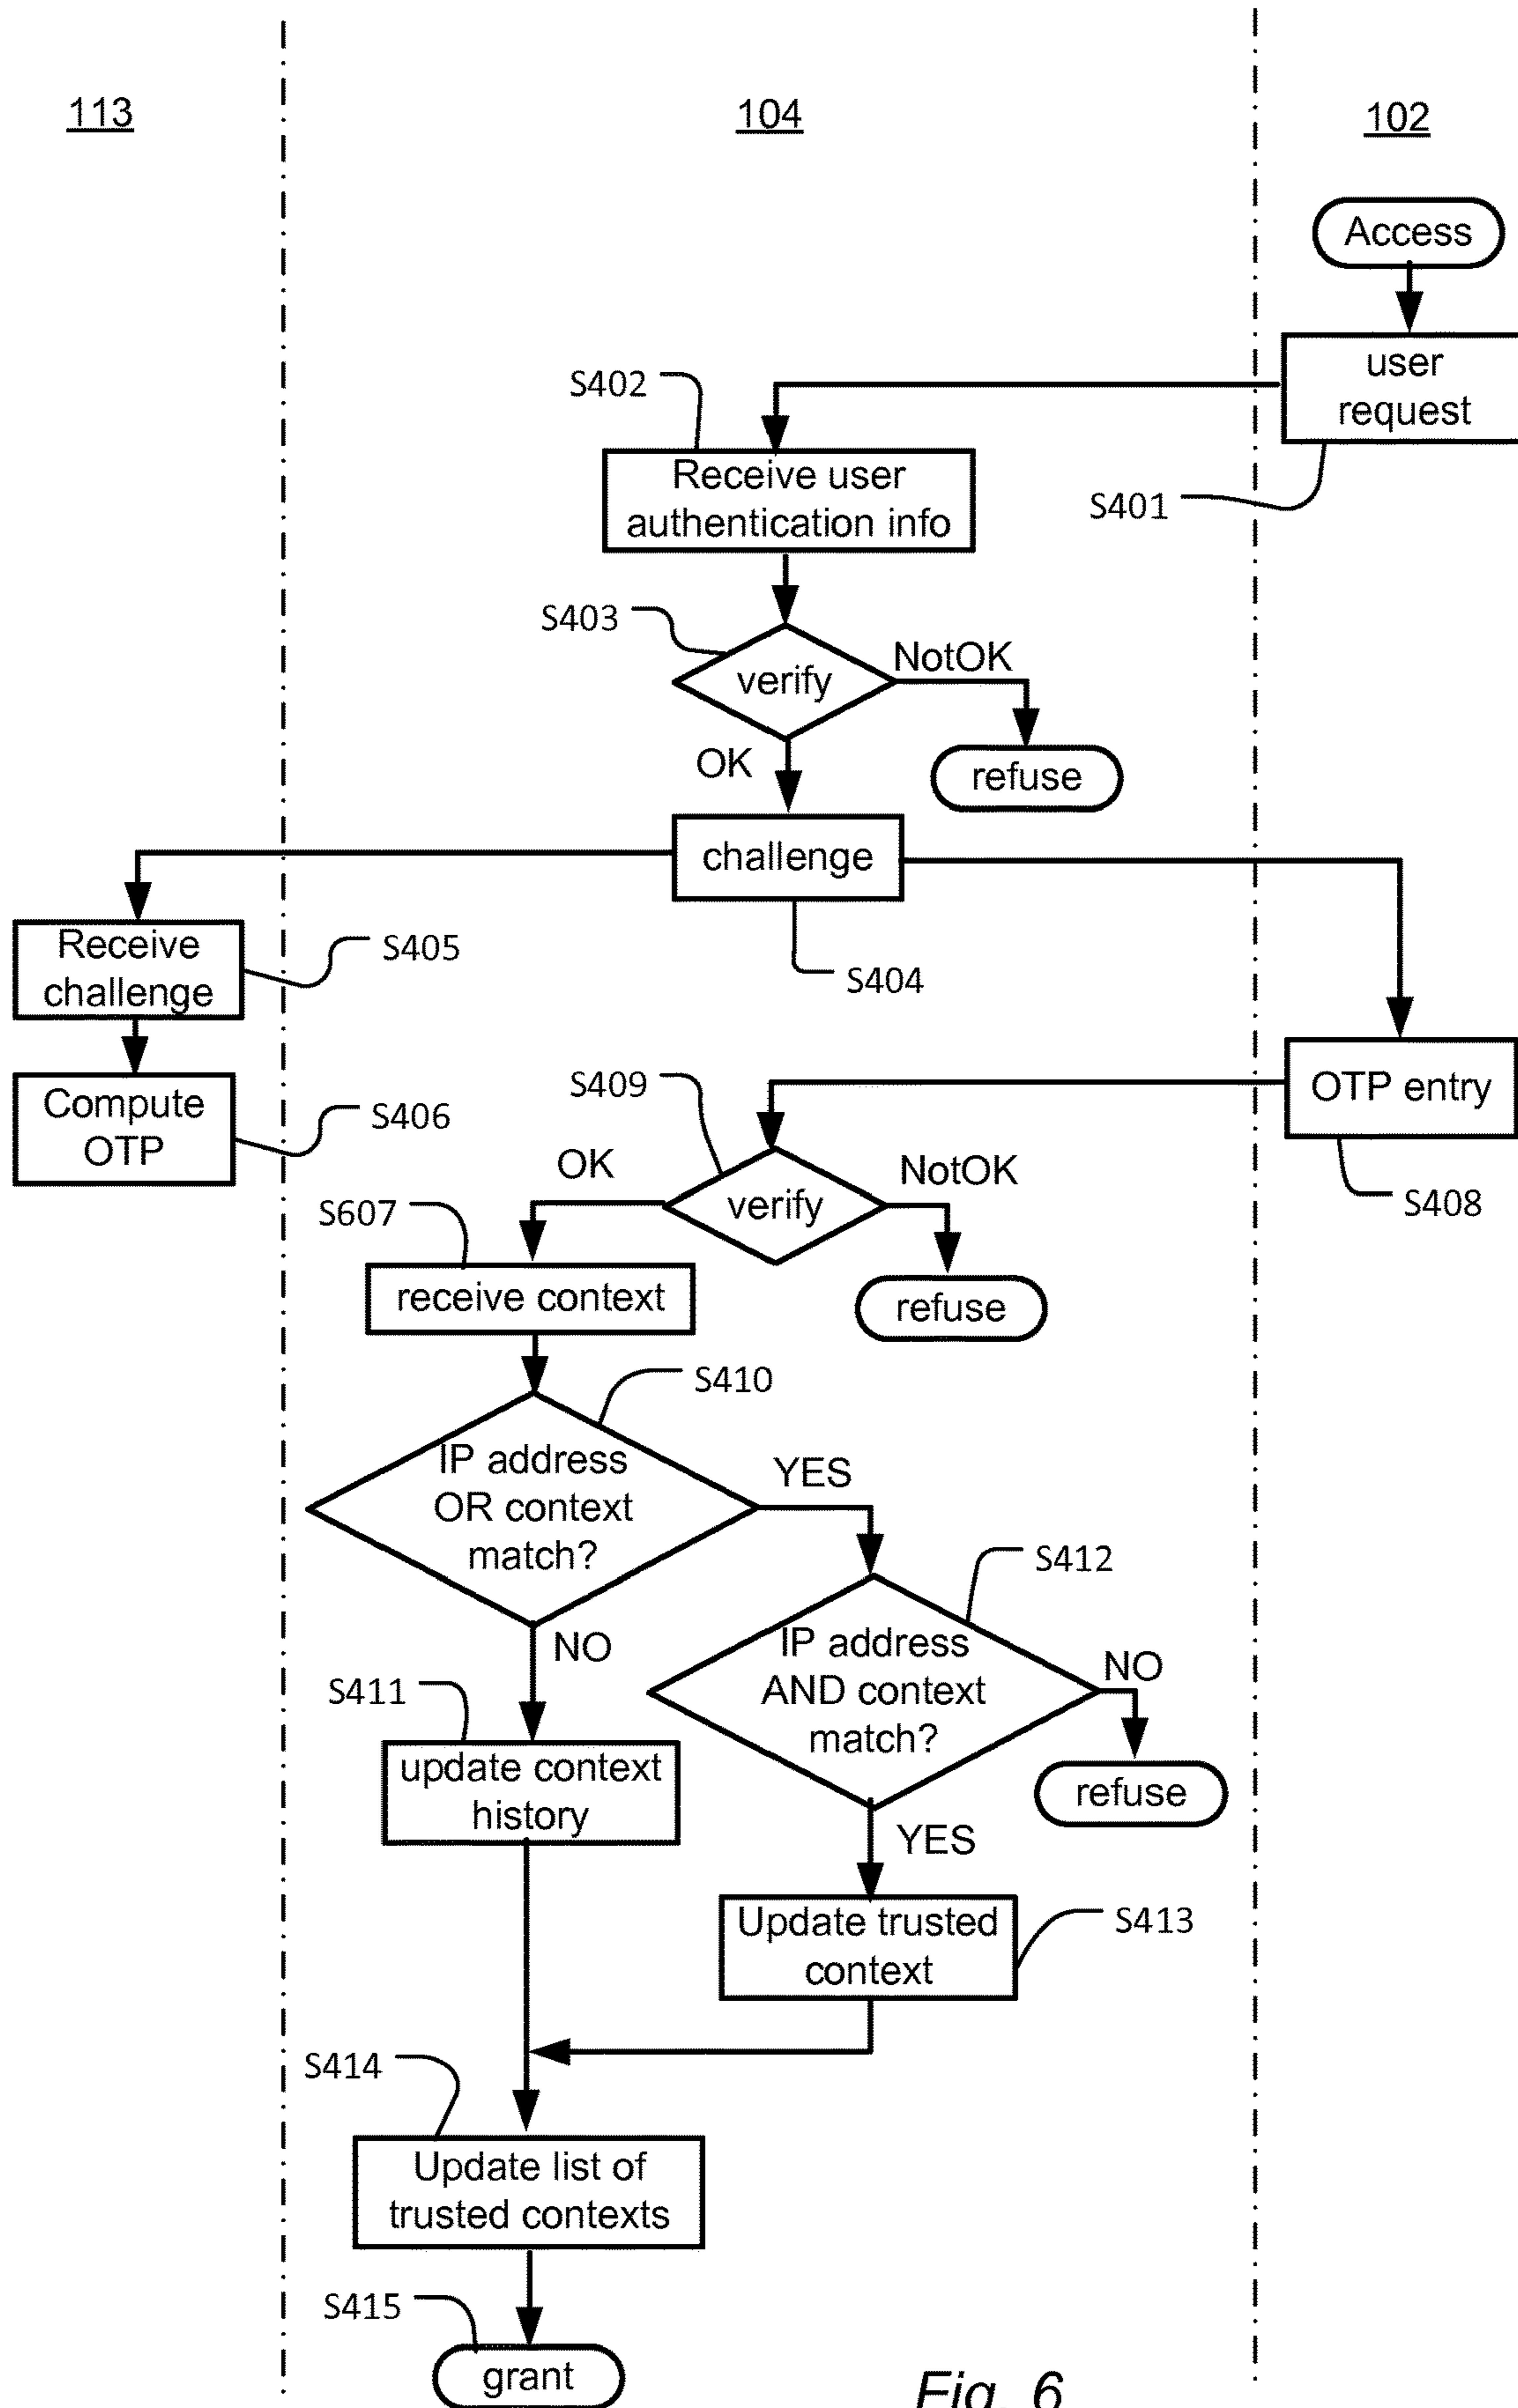 113
104
102
Access
user
request
S402
Receive user
authentication info
S401
S403
verify
NotOK
OK
refuse
challenge
S404
Receive
challenge
S405
Compute
OTP
S406
OTP entry
S408
S409
verify
OK
NotOK
S607
receive context
refuse
S410
IP address
OR context
match?
YES
NO
S412
IP address
AND context
match?
NO
refuse
YES
S411
update context
history
Update trusted
context
S413
S414
Update list of
trusted contexts
S415
grant
Fig. 6